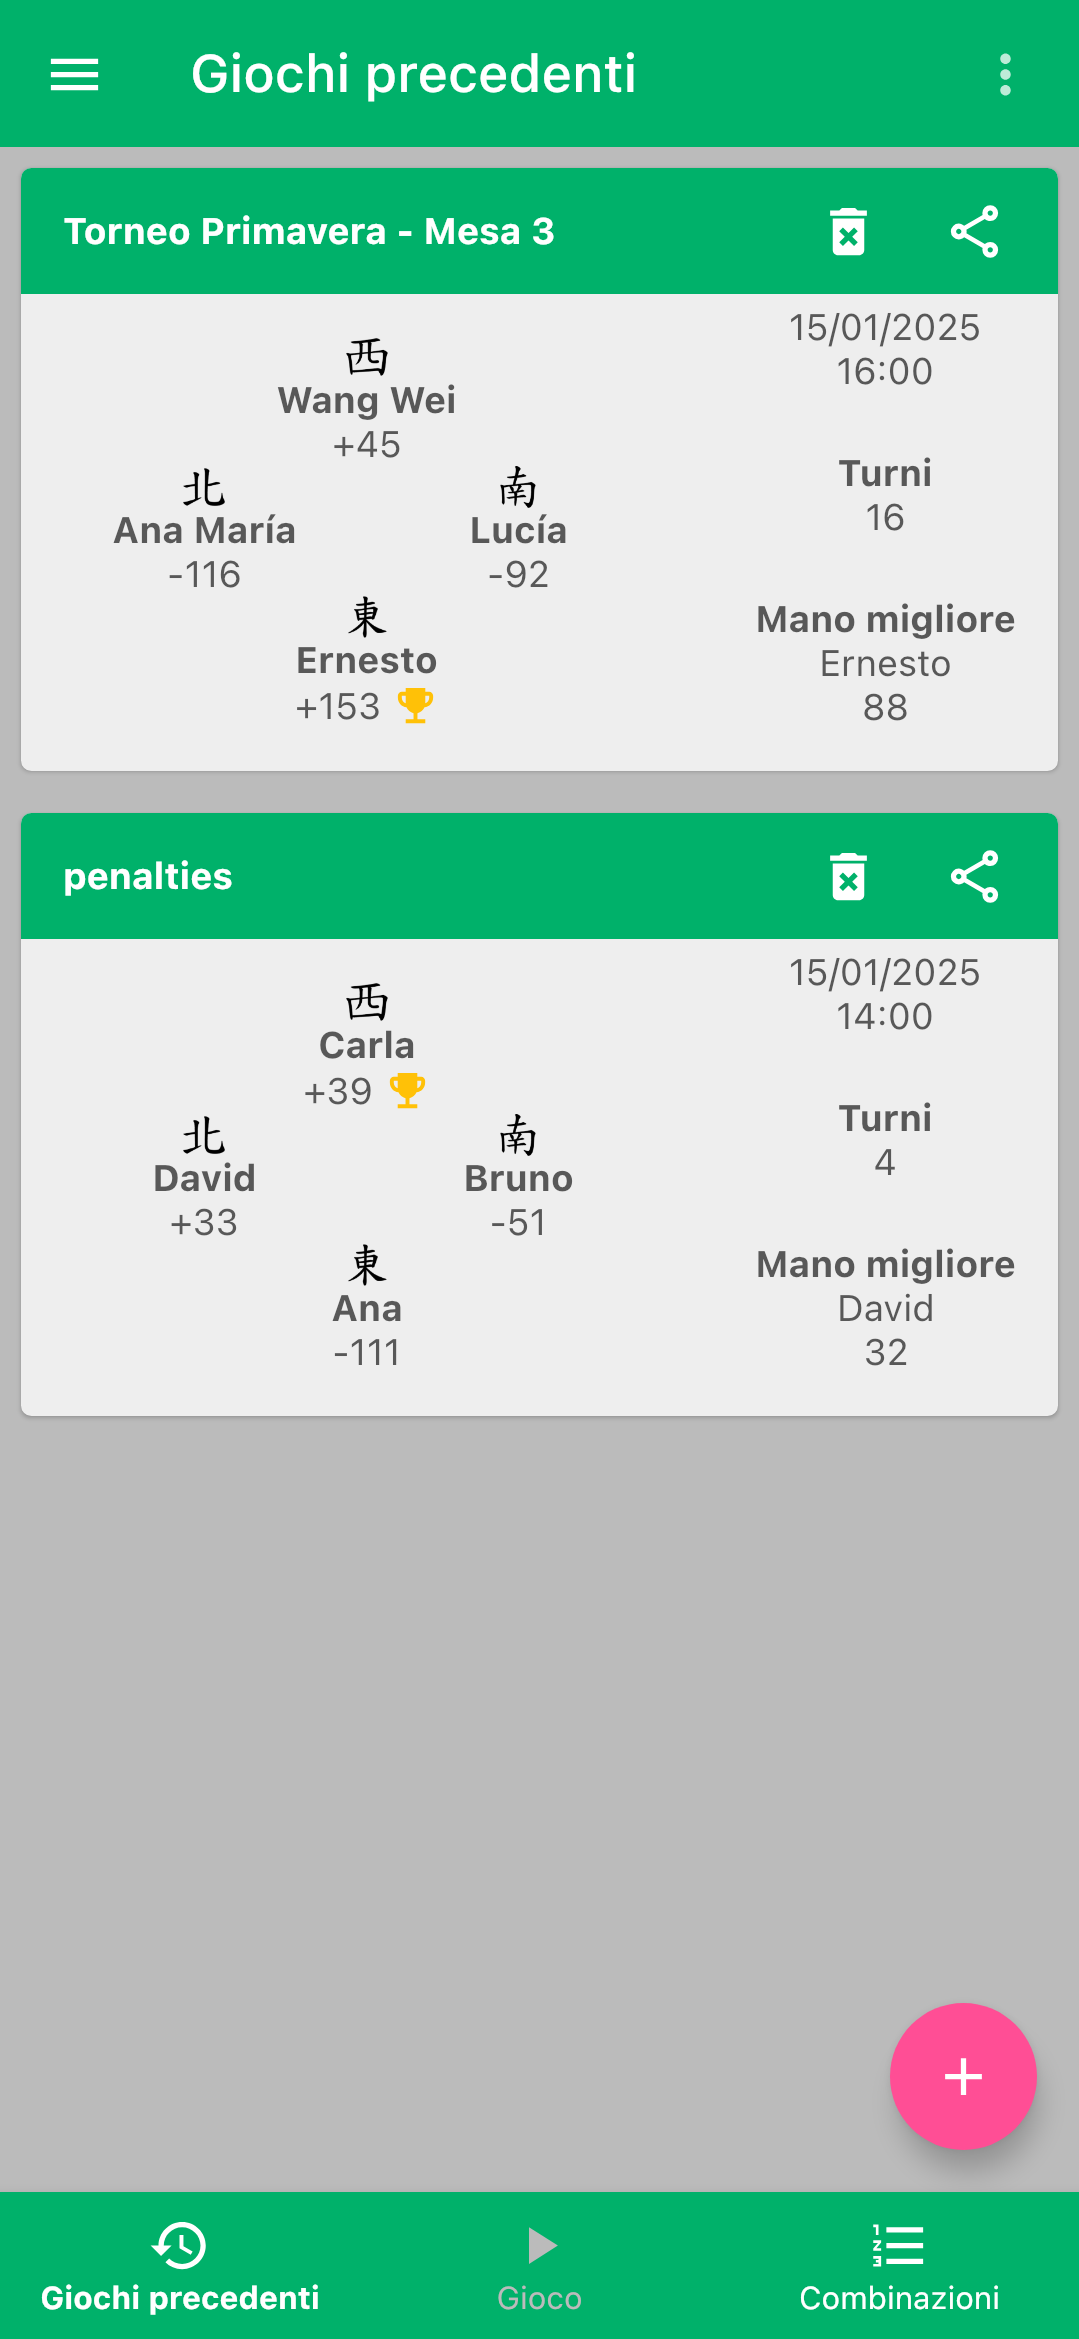 Giochi precedenti
Torneo Primavera - Mesa 3
西
Wang Wei
+45
北
Ana María
-116
南
Lucía
-92
東
Ernesto
+153
15/01/2025
16:00
Turni
16
Mano migliore
Ernesto
88
penalties
西
Carla
+39
北
David
+33
南
Bruno
-51
東
Ana
-111
15/01/2025
14:00
Turni
4
Mano migliore
David
32
Giochi precedenti
Gioco
Combinazioni